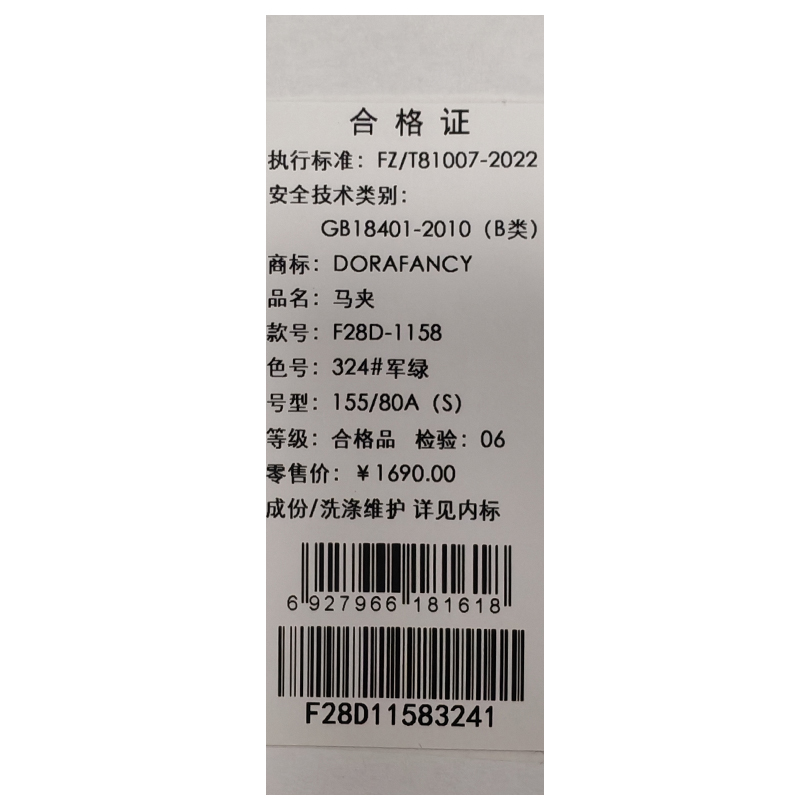 合格证
执行标准：FZ/T81007-2022
安全技术类别：
GB18401-2010（B类）
商标：DORAFANCY
品名：马夹
款号：F28D-1158
色号：324#军绿
号型：155/80A（S）
等级：合格品 检验：06
零售价：￥1690.00
成份/洗涤维护 详见内标
6 927966 181618
F28D11583241